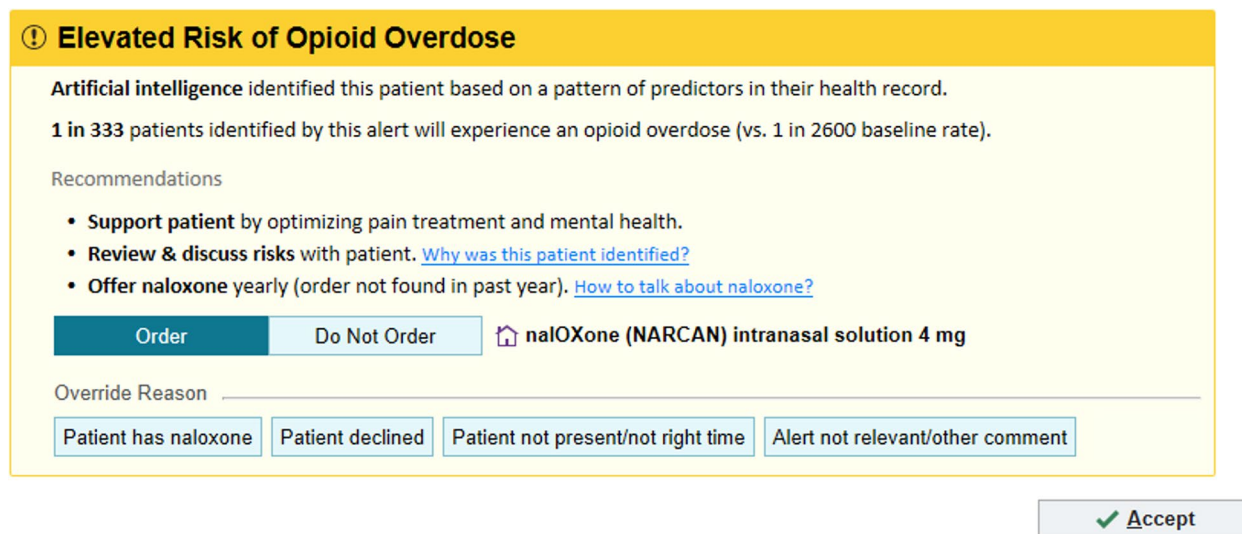 Elevated Risk of Opioid Overdose
Artificial intelligence identified this patient based on a pattern of predictors in their health record.
1 in 333 patients identified by this alert will experience an opioid overdose (vs. 1 in 2600 baseline rate).
Recommendations
• Support patient by optimizing pain treatment and mental health.
• Review & discuss risks with patient. Why was this patient identified?
• Offer naloxone yearly (order not found in past year). How to talk about naloxone?
Order Do Not Order nalOXone (NARCAN) intranasal solution 4 mg
Override Reason
Patient has naloxone Patient declined Patient not present/not right time Alert not relevant/other comment
Accept